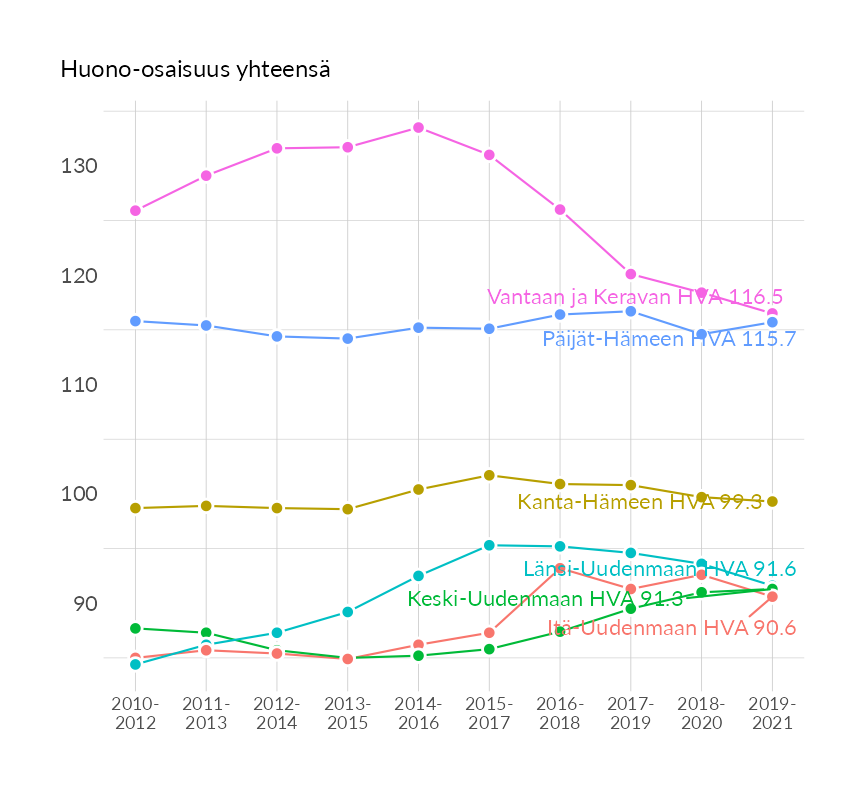 Huono-osaisuus yhteensä
130
120
110
100
90
Vantaan ja Keravan HVA 116.5
Päijät-Hämeen HVA 115.7
Kanta-Hämeen HVA 99.3
Länsi-Uudenmaan HVA 91.6
Keski-Uudenmaan HVA 91.3
Itä-Uudenmaan HVA 90.6
2010- 2011- 2012- 2013- 2014- 2015- 2016- 2017- 2018- 2019-
2012 2013 2014 2015 2016 2017 2018 2019 2020 2021